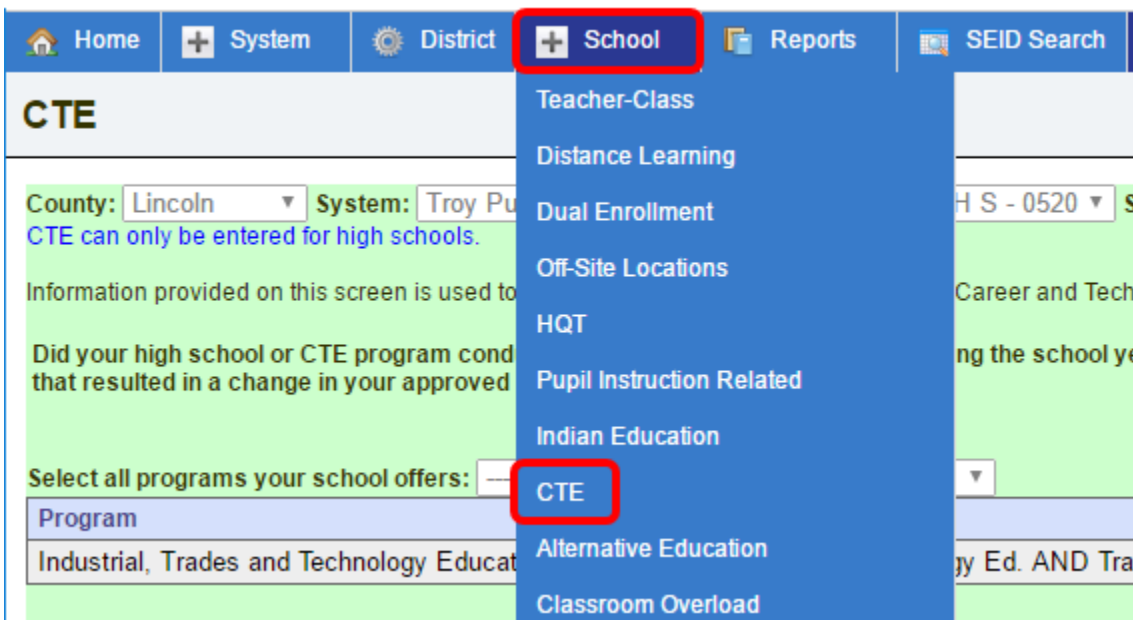 Home System District School Reports SEID Search
CTE
Teacher-Class
Distance Learning
Dual Enrollment
Off-Site Locations
HQT
Pupil Instruction Related
Indian Education
CTE
Alternative Education
Classroom Overload
County: Lincoln System: Troy Pu H S - 0520
CTE can only be entered for high schools.
Information provided on this screen is used to Career and Tech
Did your high school or CTE program cond ng the school ye
that resulted in a change in your approved
Select all programs your school offers: ---
Program
Industrial, Trades and Technology Educat gy Ed. AND Tra